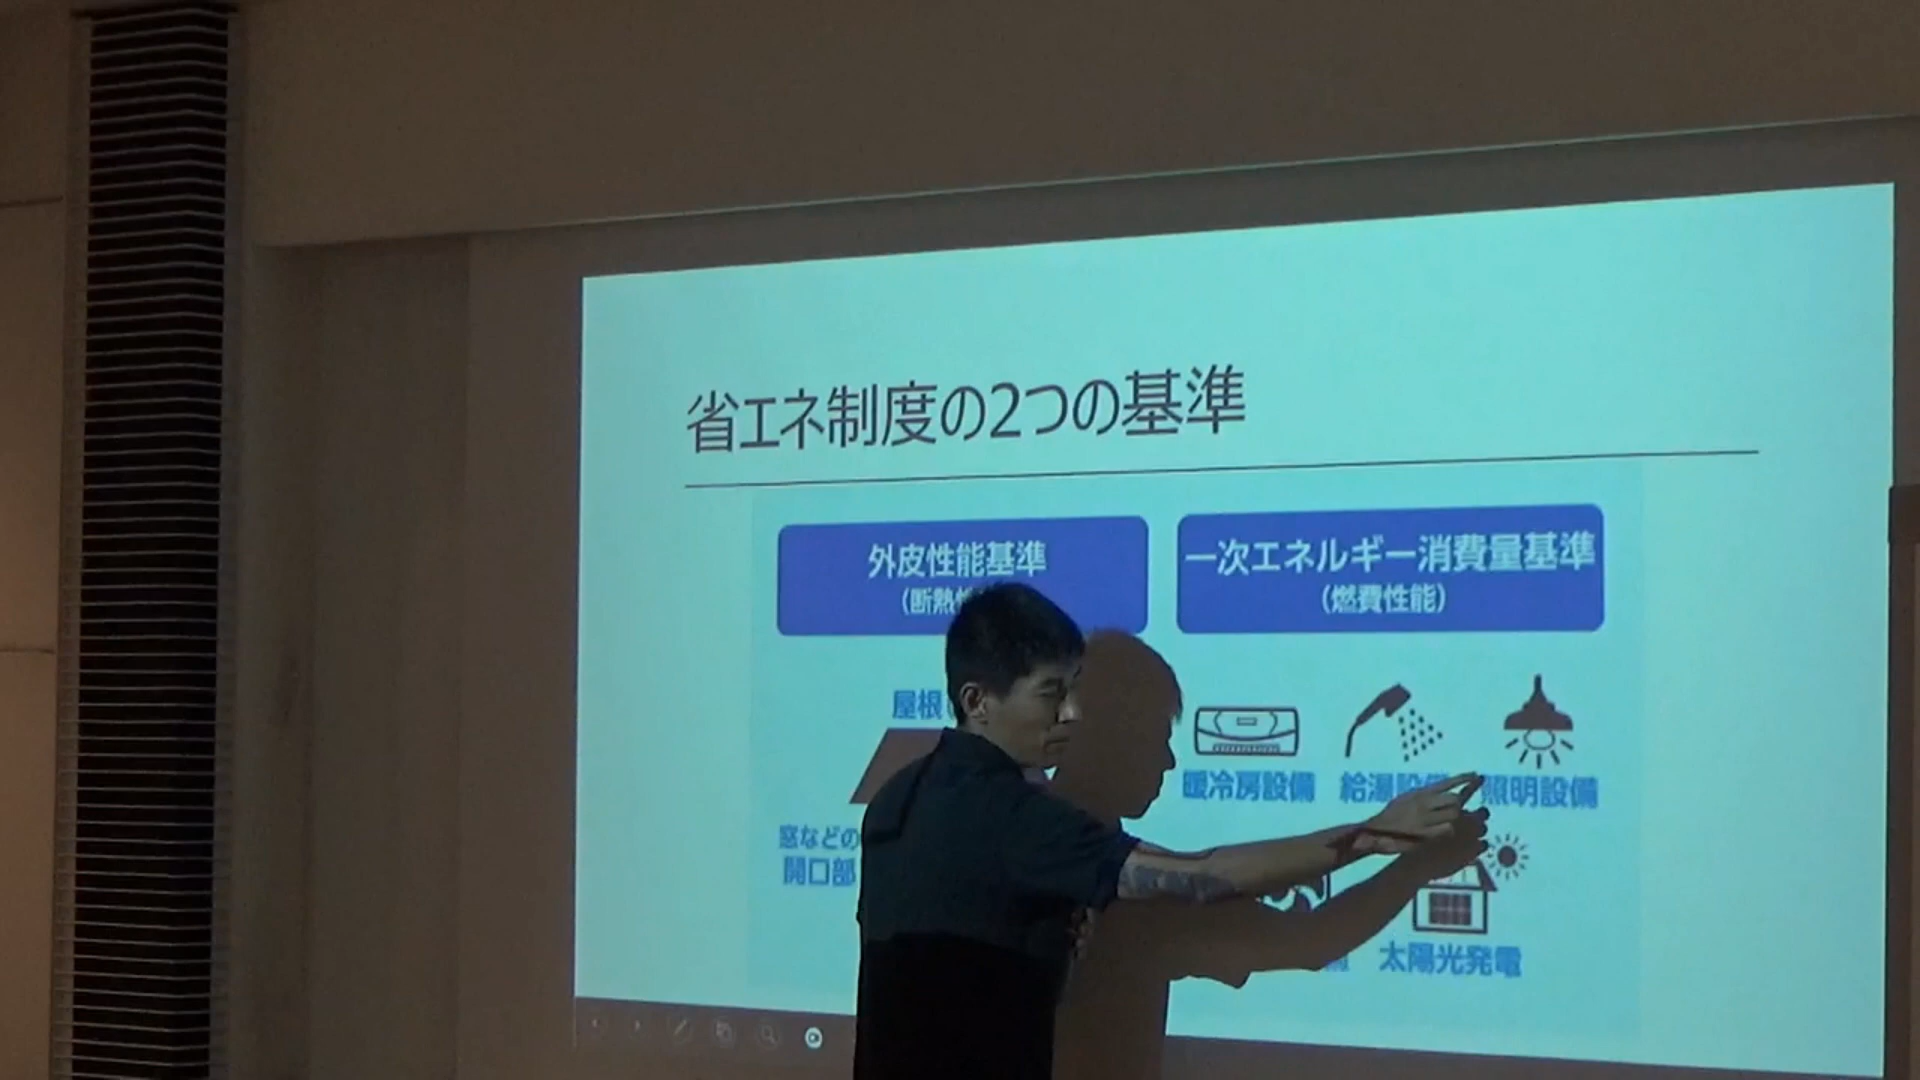 省エネ制度の2つの基準
外皮性能基準
(断熱
一次エネルギー消費量基準
(燃費性能)
屋根
窓などの
開口部
暖冷房設備
給湯設備
照明設備
太陽光発電